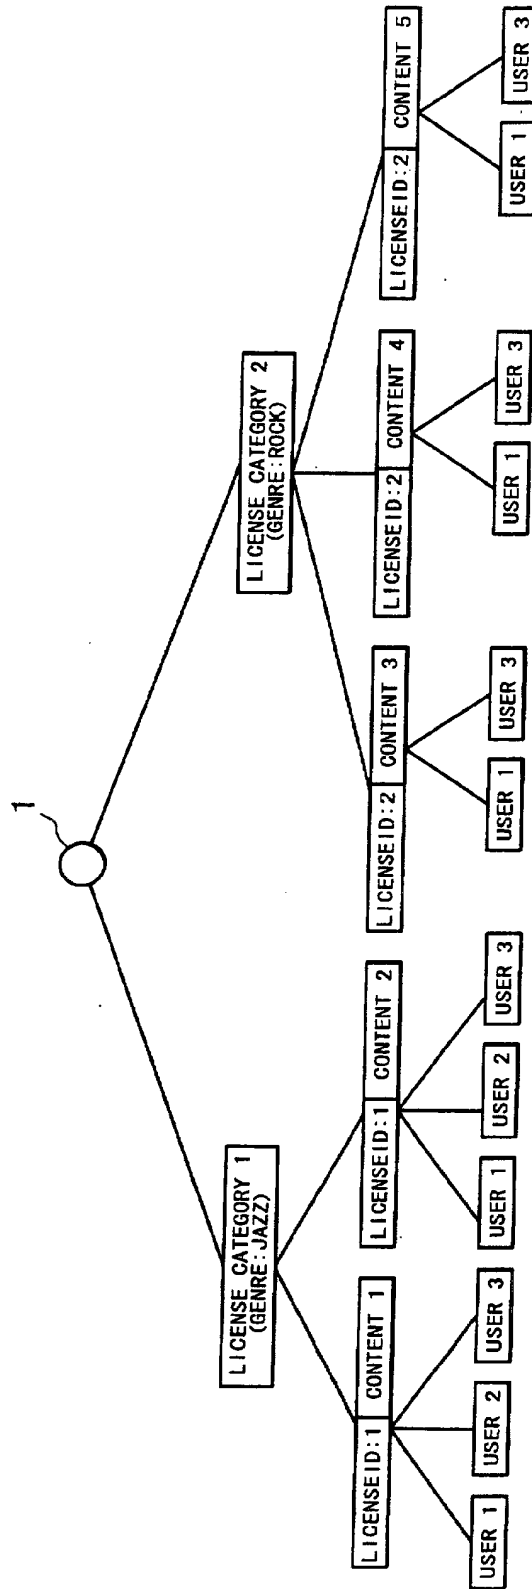 1
LICENSE CATEGORY 1
(GENRE:JAZZ)
LICENSE CATEGORY 2
(GENRE:ROCK)
LICENSEID:1 CONTENT 1
LICENSEID:1 CONTENT 2
LICENSEID:2 CONTENT 3
LICENSEID:2 CONTENT 4
LICENSEID:2 CONTENT 5
USER 1
USER 2
USER 3
USER 1
USER 2
USER 3
USER 1
USER 3
USER 1
USER 3
USER 1
USER 3